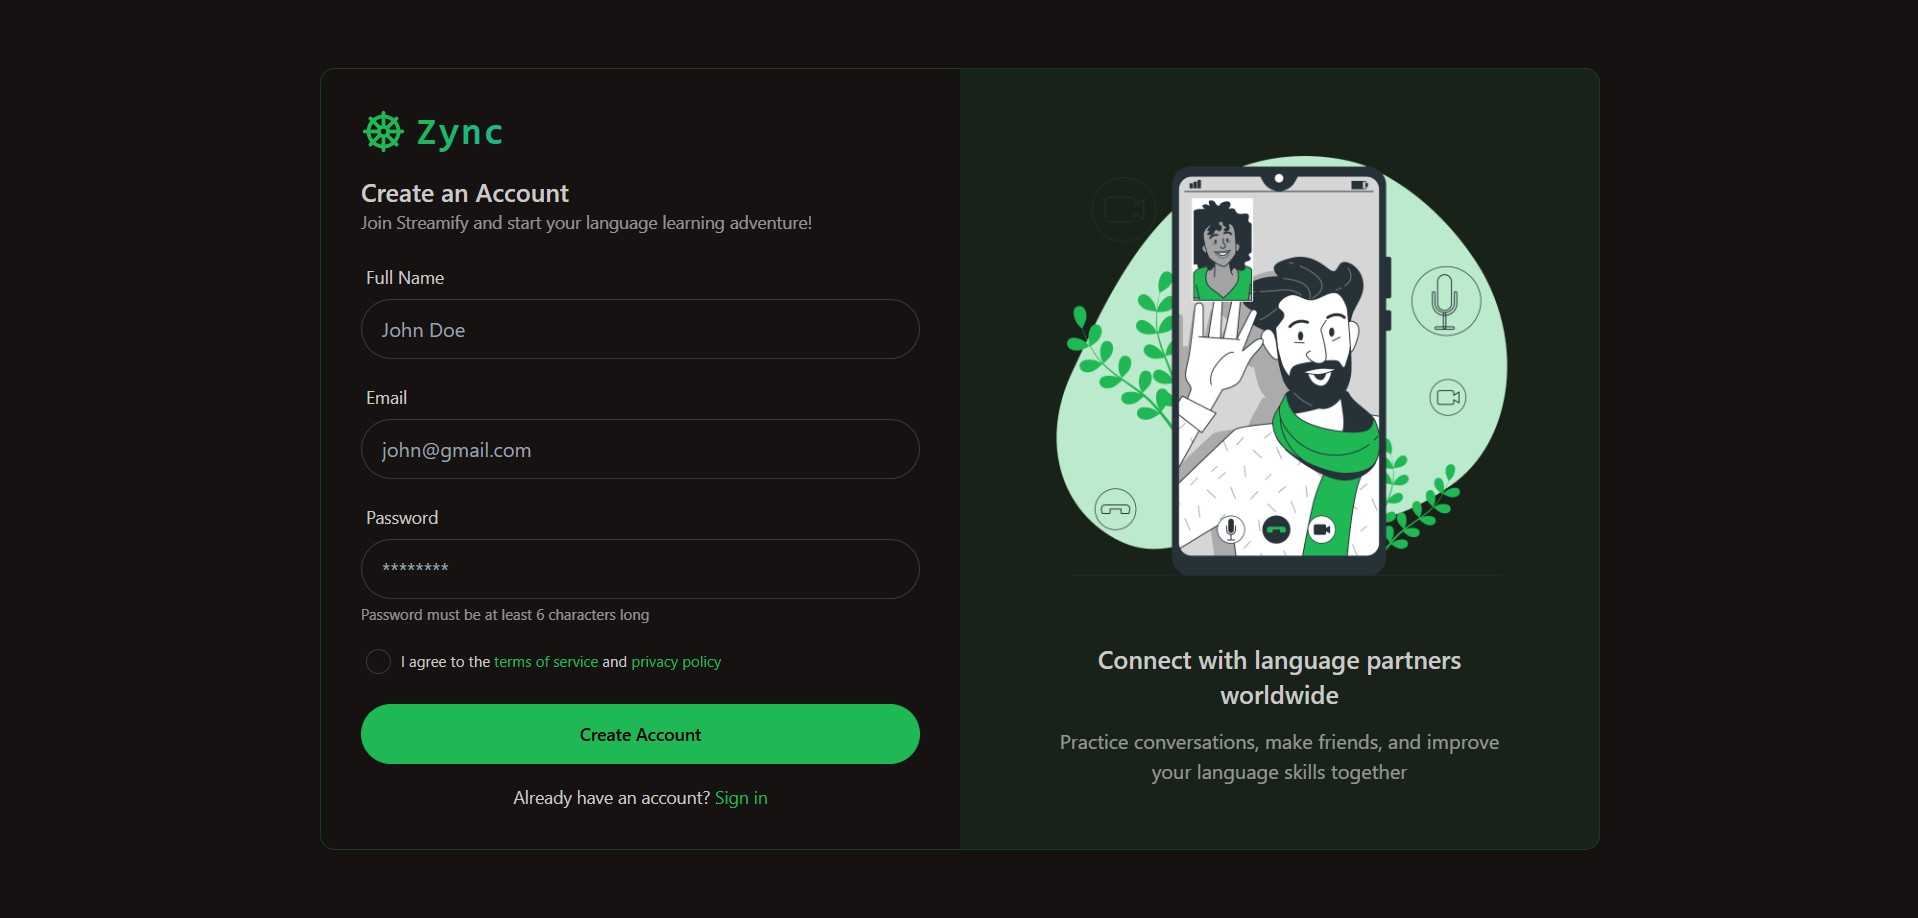 Zync
Create an Account
Join Streamify and start your language learning adventure!
Full Name
John Doe
Email
john@gmail.com
Password
********
Password must be at least 6 characters long
I agree to the terms of service and privacy policy
Create Account
Already have an account? Sign in
Connect with language partners
worldwide
Practice conversations, make friends, and improve
your language skills together